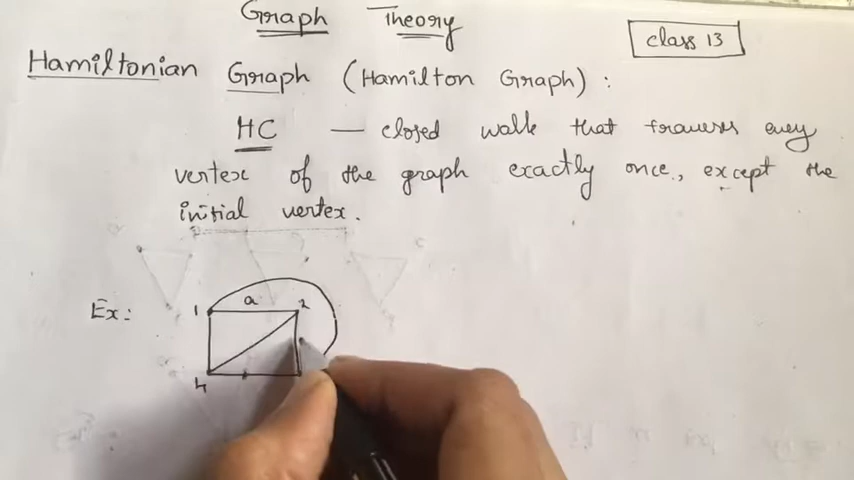 Graph Theory
class 13
Hamiltonian Graph (Hamilton Graph) :
HC — closed walk that traverses every
vertex of the graph exactly once, except the
initial vertex.
Ex:
1 a 2
4